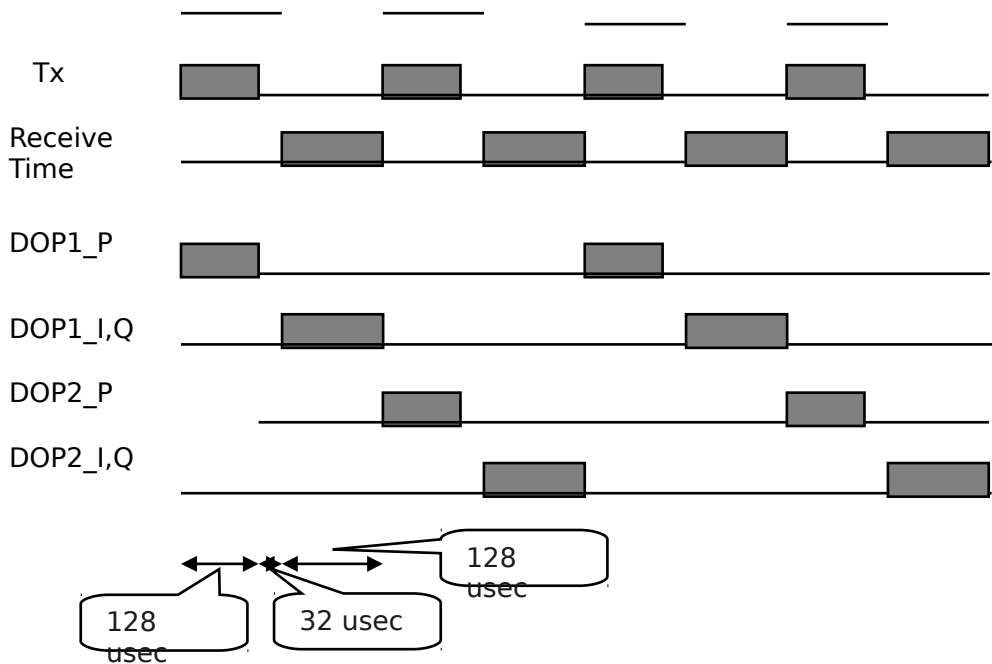 Tx
Receive
Time
DOP1_P
DOP1_I,Q
DOP2_P
DOP2_I,Q
128
usec
128
usec
32 usec